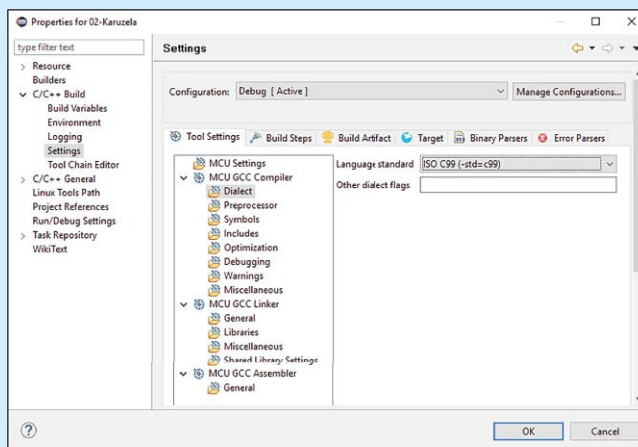 Properties for 02-Karuzela
type filter text
Resource
Builders
C/C++ Build
Build Variables
Environment
Logging
Settings
Tool Chain Editor
C/C++ General
Linux Tools Path
Project References
Run/Debug Settings
Task Repository
WikiText
Settings
Configuration: Debug [ Active ] Manage Configurations...
Tool Settings Build Steps Build Artifact Target Binary Parsers Error Parsers
MCU Settings
MCU GCC Compiler
Dialect
Preprocessor
Symbols
Includes
Optimization
Debugging
Warnings
Miscellaneous
MCU GCC Linker
General
Libraries
Miscellaneous
Shared Library Settings
MCU GCC Assembler
General
Language standard ISO C99 (-std=c99)
Other dialect flags
? OK Cancel